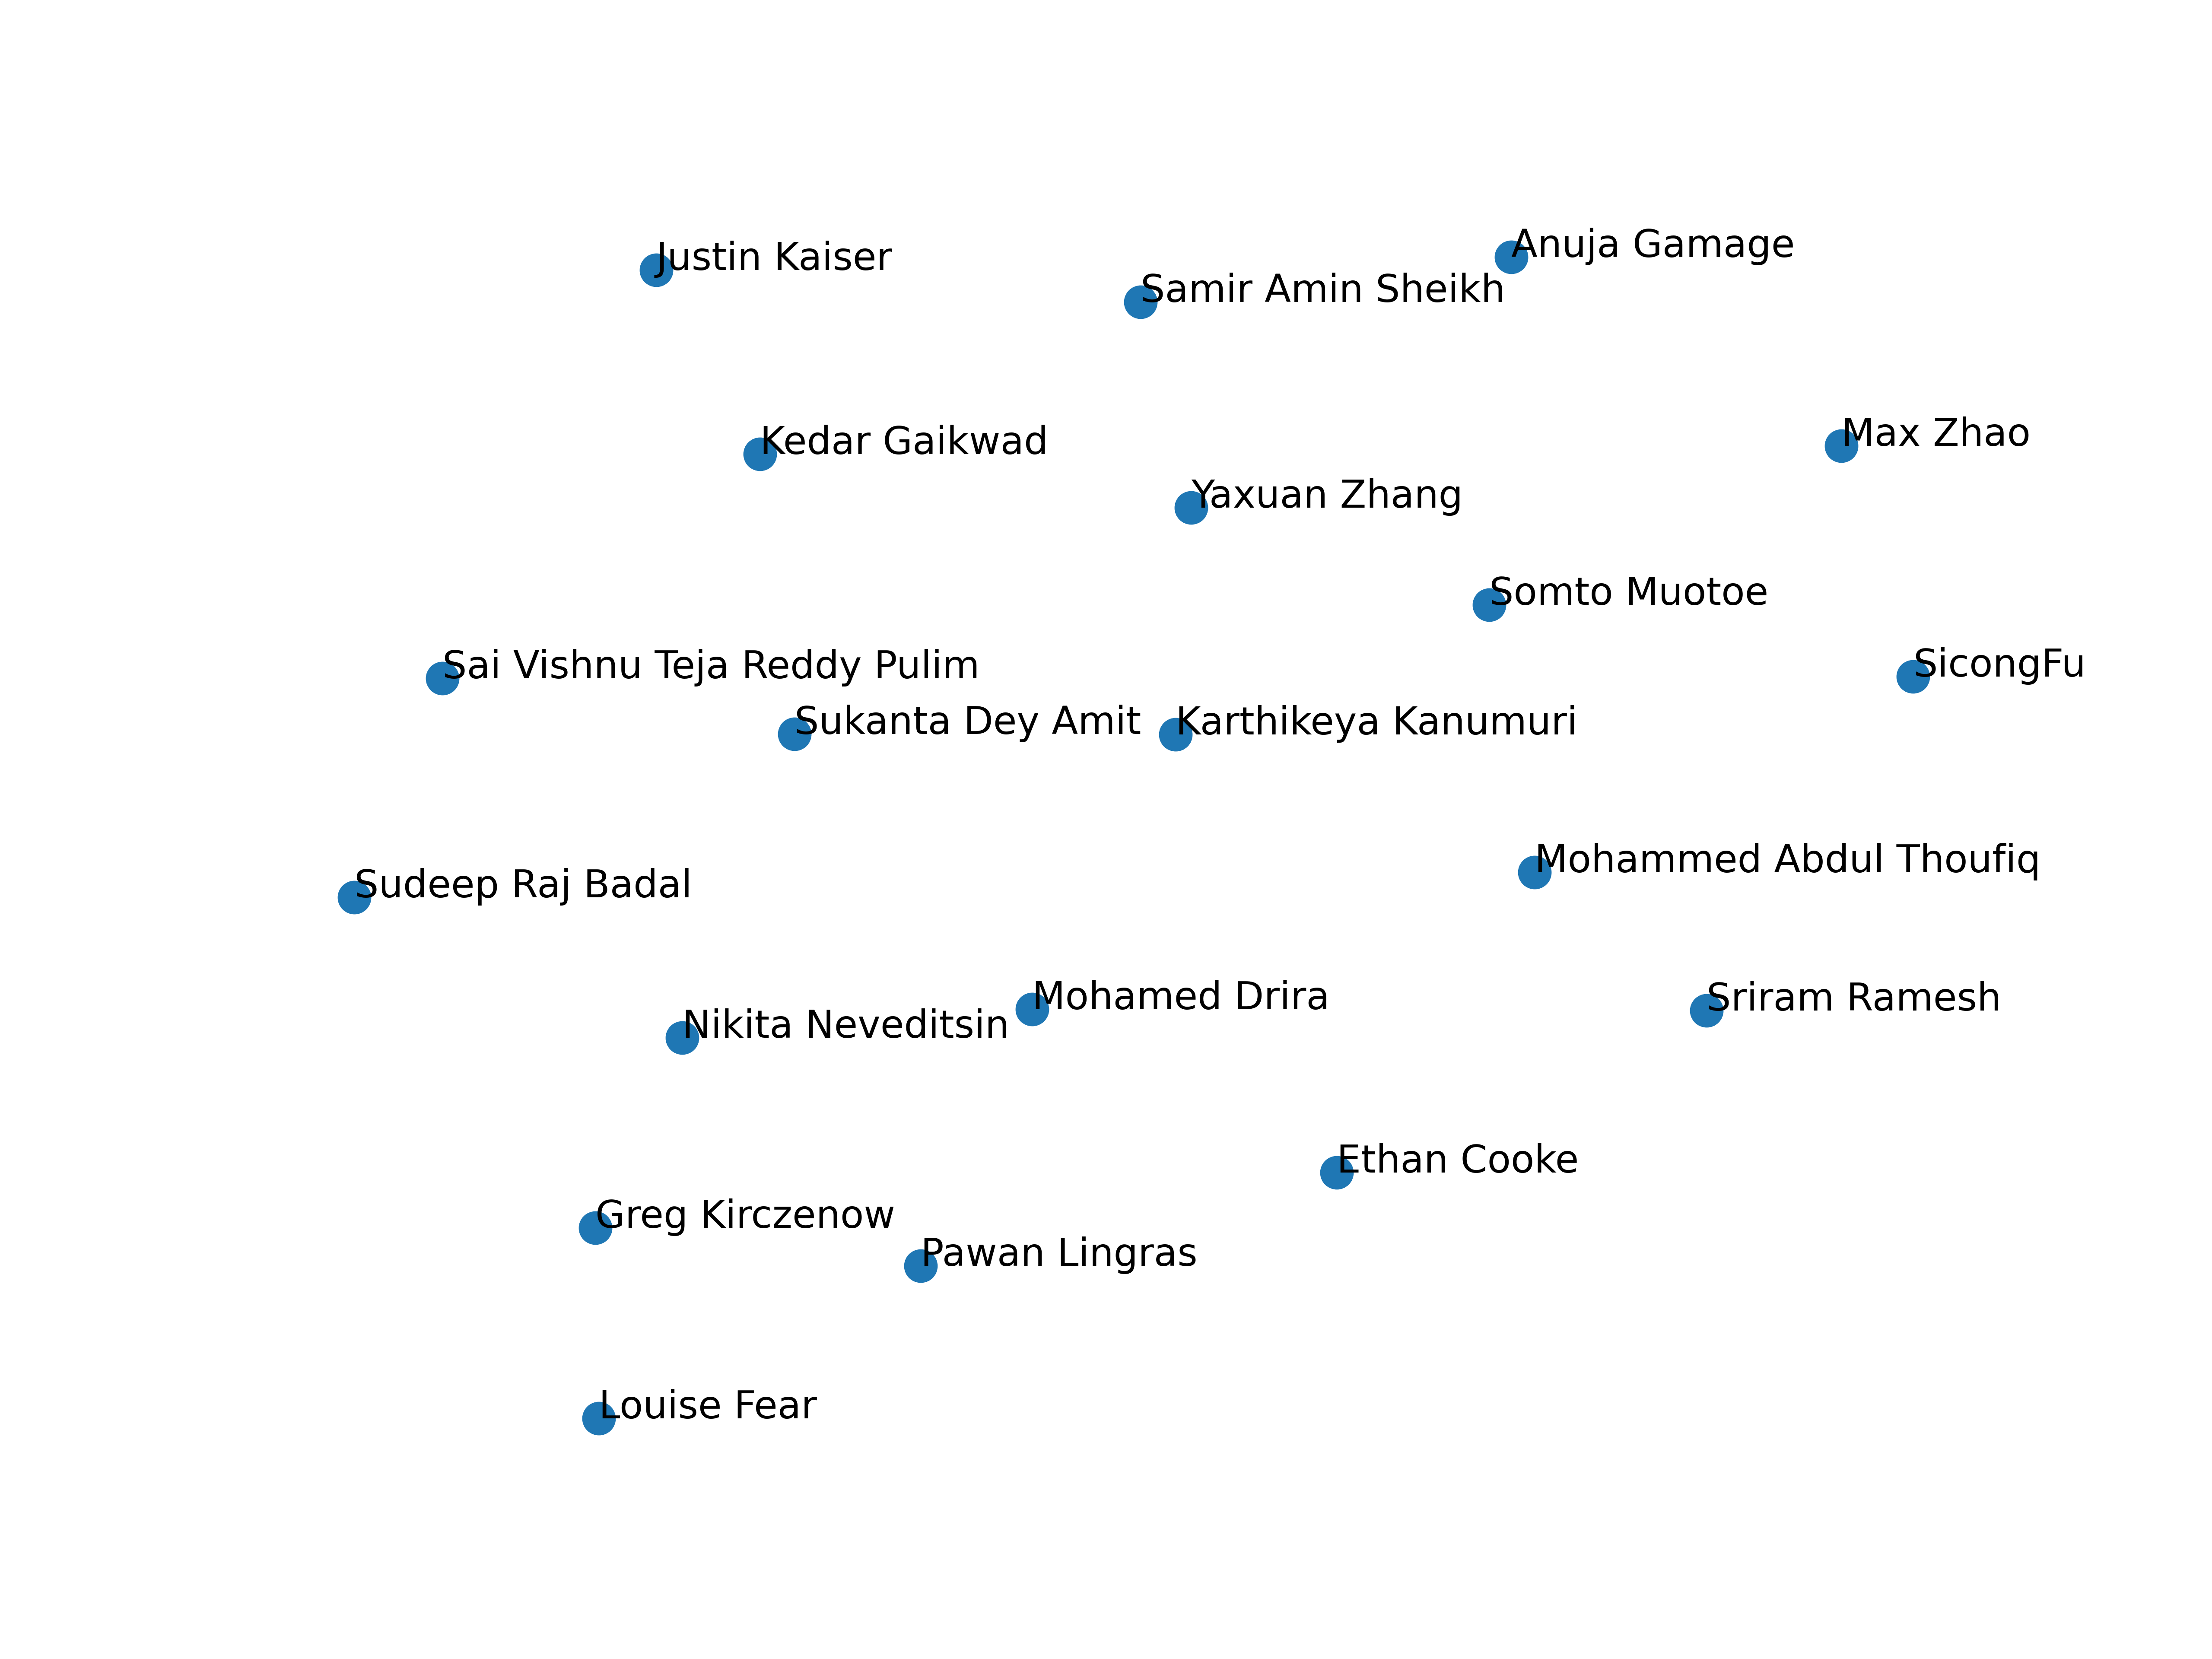 Anuja Gamage
Justin Kaiser
Samir Amin Sheikh
Max Zhao
Kedar Gaikwad
Yaxuan Zhang
Somto Muotoe
SicongFu
Sai Vishnu Teja Reddy Pulim
Sukanta Dey Amit
Karthikeya Kanumuri
Mohammed Abdul Thoufiq
Sudeep Raj Badal
Mohamed Drira
Sriram Ramesh
Nikita Neveditsin
Ethan Cooke
Greg Kirczenow
Pawan Lingras
Louise Fear